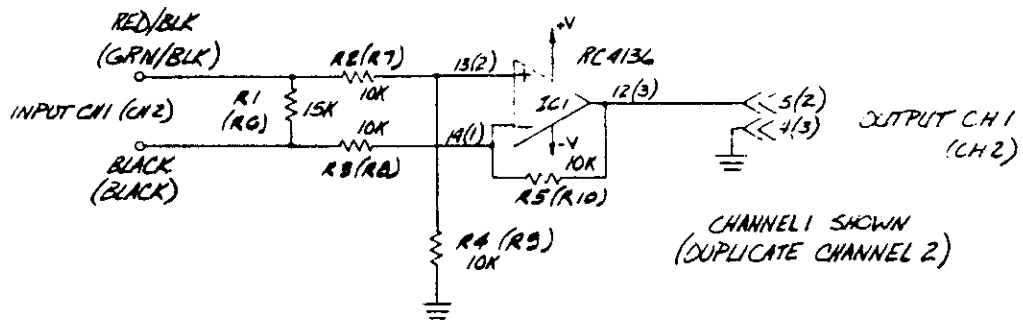 RED/BLK
(GRN/BLK)
R2(R7)
10K
13(2)
+V
RC4136
INPUT CH1 (CH2)
R1
(R6)
15K
IC1
12(3)
5(2)
OUTPUT CH1
(CH2)
10K
R3(R8)
14(1)
-V
10K
R5(R10)
BLACK
(BLACK)
R4 (R9)
10K
CHANNEL 1 SHOWN
(DUPLICATE CHANNEL 2)